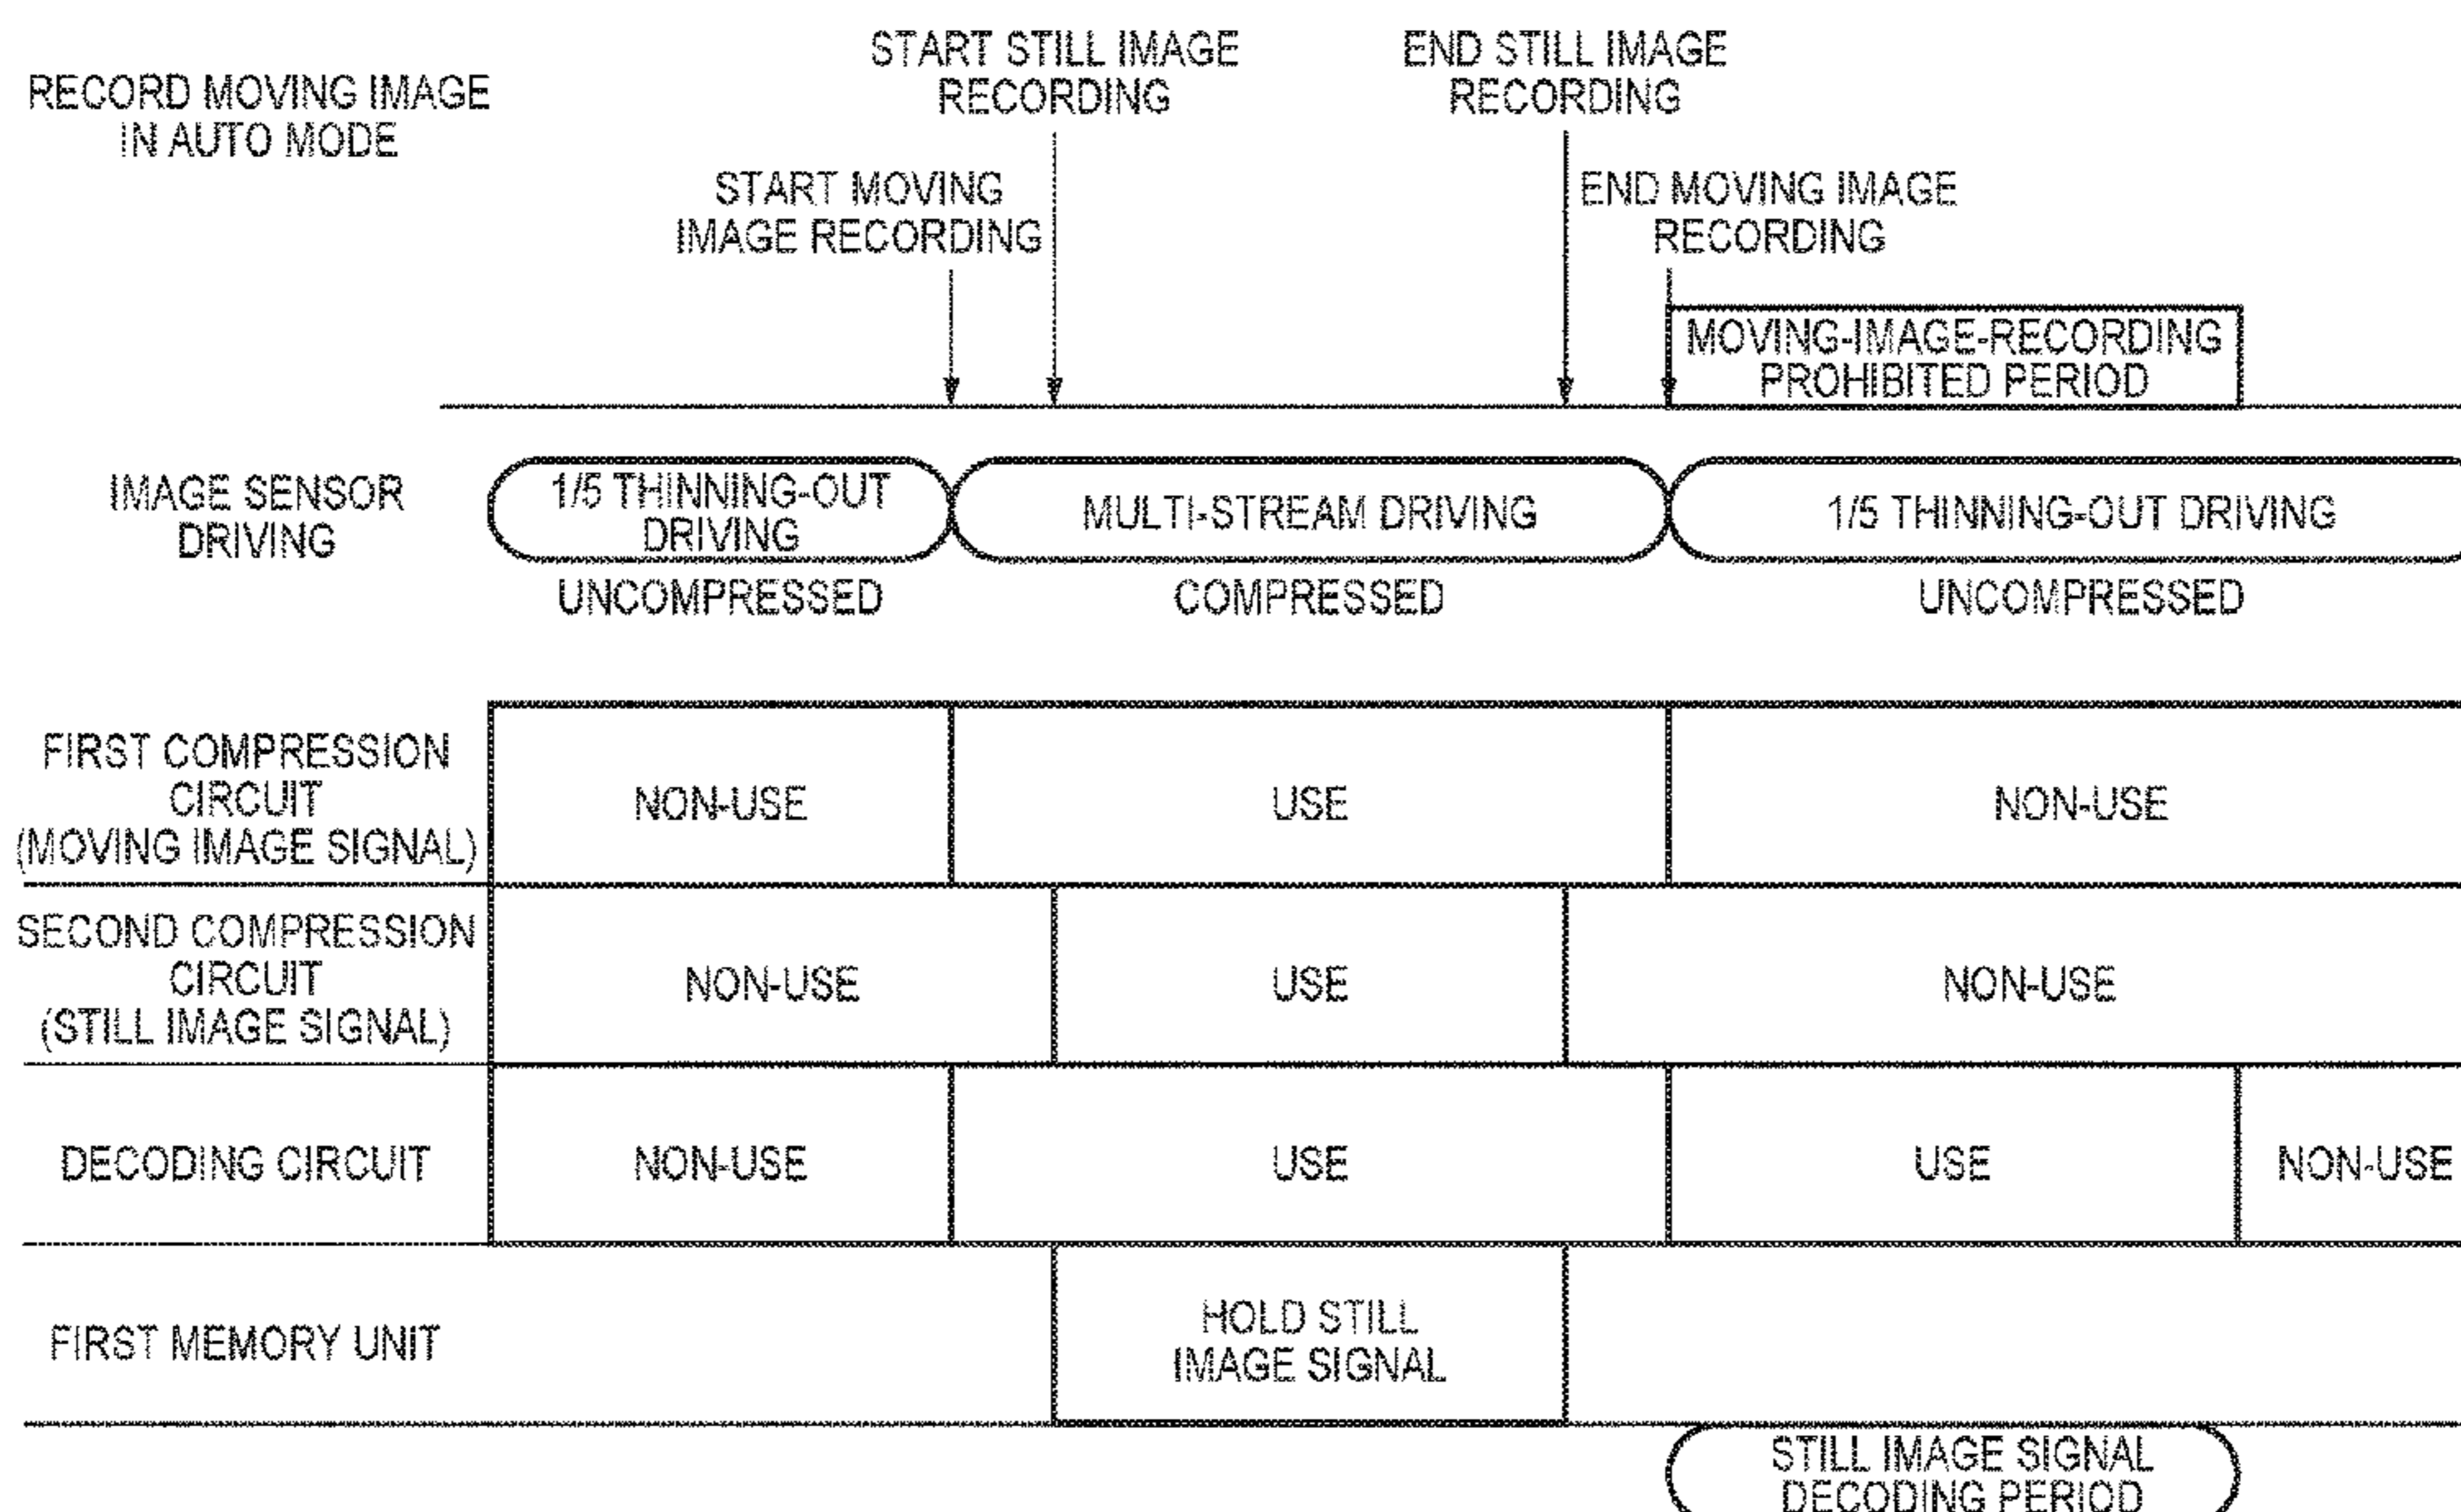 RECORD MOVING IMAGE
IN AUTO MODE
START STILL IMAGE
RECORDING
END STILL IMAGE
RECORDING
START MOVING
IMAGE RECORDING
END MOVING IMAGE
RECORDING
MOVING-IMAGE-RECORDING
PROHIBITED PERIOD
IMAGE SENSOR
DRIVING
1/5 THINNING-OUT
DRIVING
MULTI-STREAM DRIVING
1/5 THINNING-OUT DRIVING
UNCOMPRESSED
COMPRESSED
UNCOMPRESSED
FIRST COMPRESSION
CIRCUIT
(MOVING IMAGE SIGNAL)
NON-USE
USE
NON-USE
SECOND COMPRESSION
CIRCUIT
(STILL IMAGE SIGNAL)
NON-USE
USE
NON-USE
DECODING CIRCUIT
NON-USE
USE
USE
NON-USE
FIRST MEMORY UNIT
HOLD STILL
IMAGE SIGNAL
STILL IMAGE SIGNAL
DECODING PERIOD